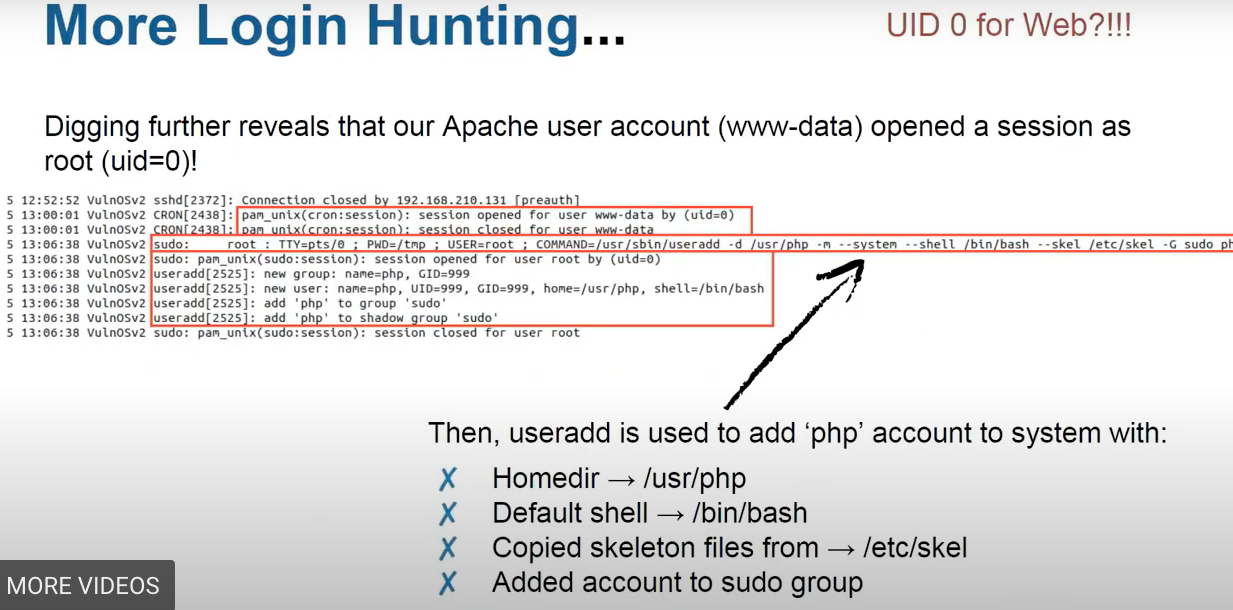 More Login Hunting...
UID 0 for Web?!!!
Digging further reveals that our Apache user account (www-data) opened a session as
root (uid=0)!
5 12:52:52 VulnOSv2 sshd[2372]: Connection closed by 192.168.210.131 [preauth]
5 13:00:01 VulnOSv2 CRON[2438]: pam_unix(cron:session): session opened for user www-data by (uid=0)
5 13:00:01 VulnOSv2 CRON[2438]: pam_unix(cron:session): session closed for user www-data
5 13:06:38 VulnOSv2 sudo:     root : TTY=pts/0 ; PWD=/tmp ; USER=root ; COMMAND=/usr/sbin/useradd -d /usr/php -m --system --shell /bin/bash --skel /etc/skel -G sudo ph
5 13:06:38 VulnOSv2 sudo: pam_unix(sudo:session): session opened for user root by (uid=0)
5 13:06:38 VulnOSv2 useradd[2525]: new group: name=php, GID=999
5 13:06:38 VulnOSv2 useradd[2525]: new user: name=php, UID=999, GID=999, home=/usr/php, shell=/bin/bash
5 13:06:38 VulnOSv2 useradd[2525]: add 'php' to group 'sudo'
5 13:06:38 VulnOSv2 useradd[2525]: add 'php' to shadow group 'sudo'
5 13:06:38 VulnOSv2 sudo: pam_unix(sudo:session): session closed for user root
Then, useradd is used to add ‘php’ account to system with:
✗ Homedir → /usr/php
✗ Default shell → /bin/bash
✗ Copied skeleton files from → /etc/skel
✗ Added account to sudo group
MORE VIDEOS